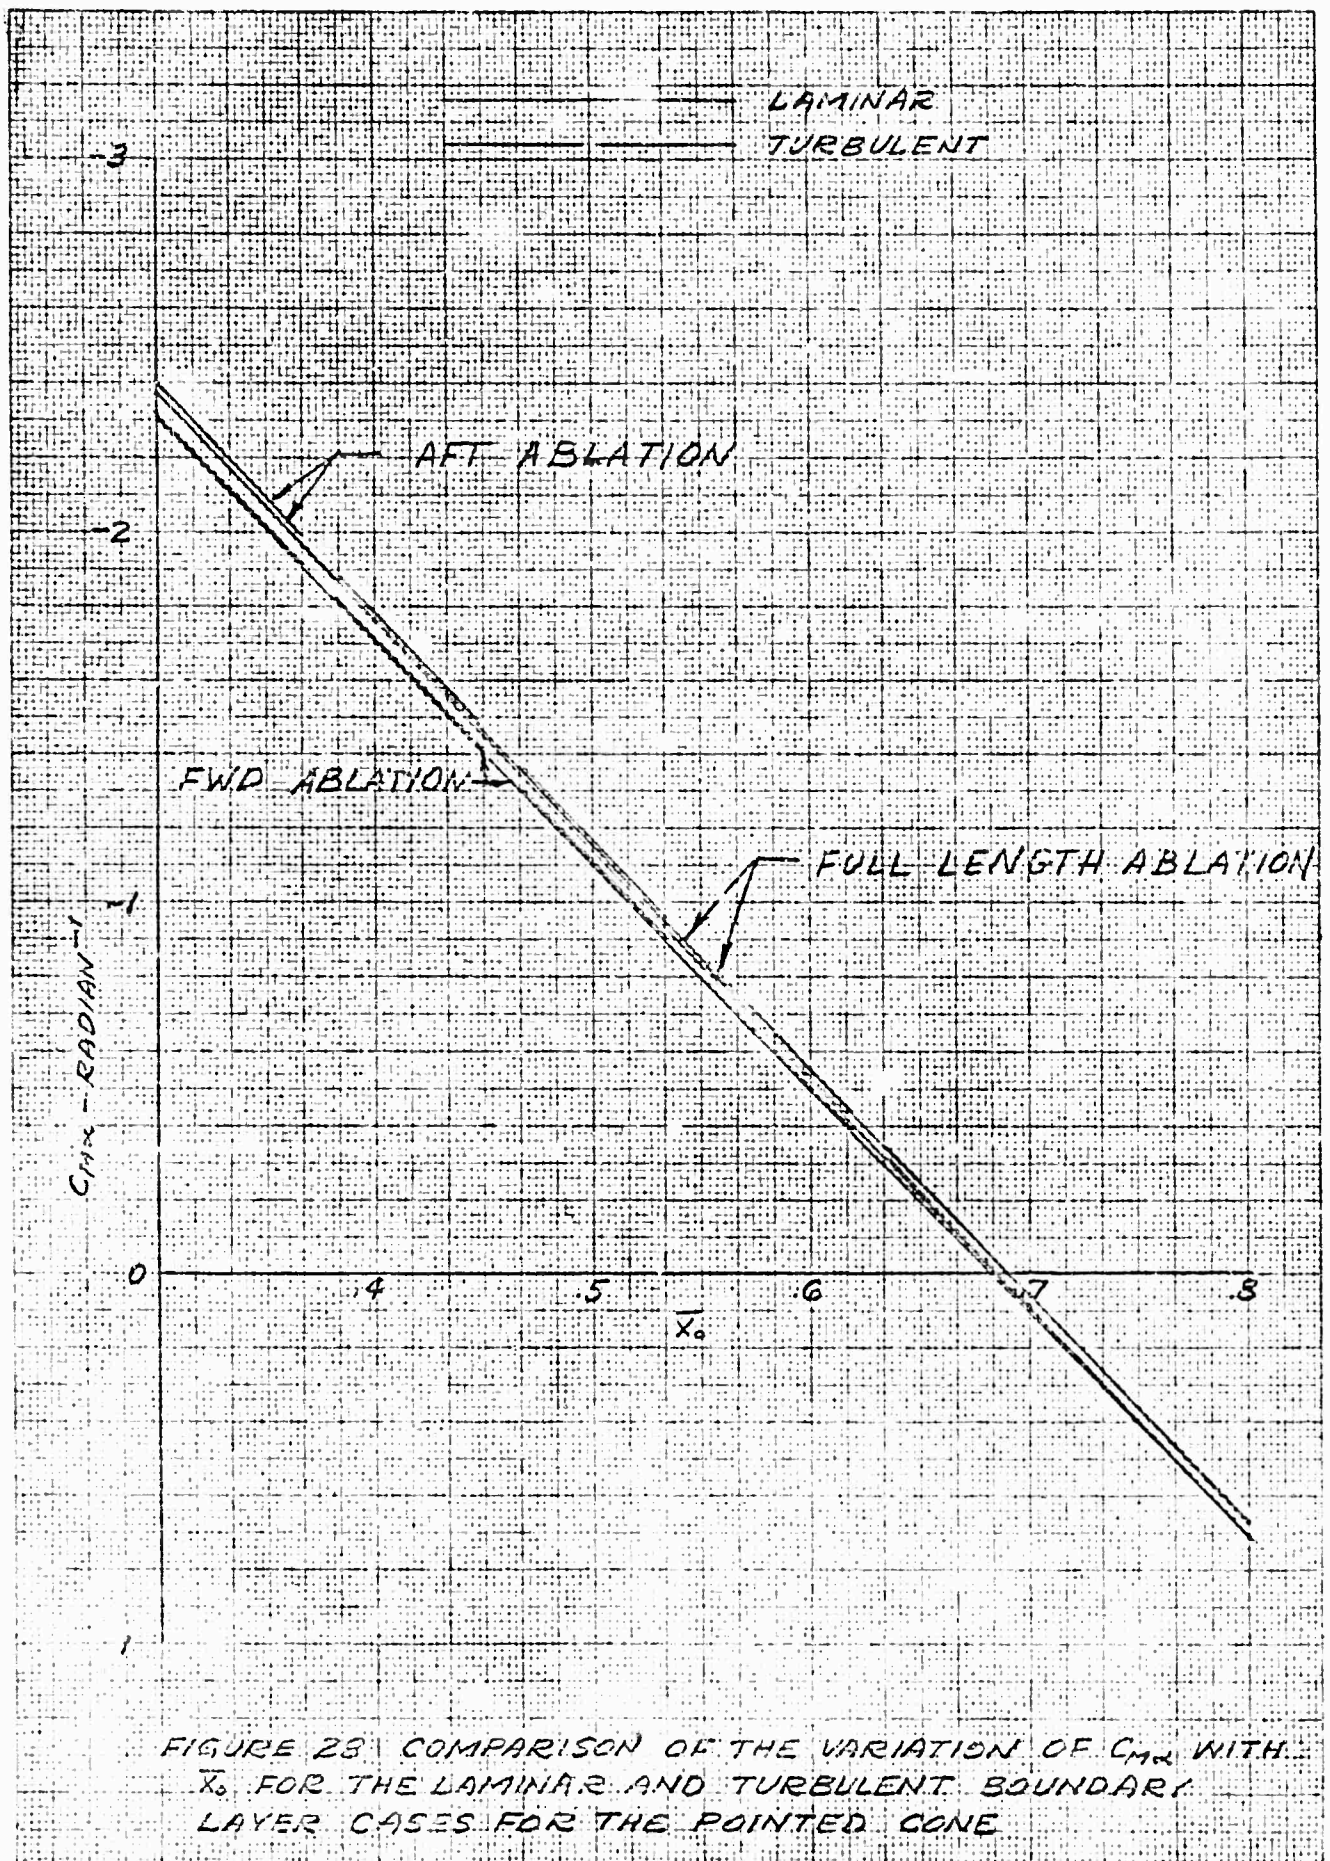 LAMINAR
TURBULENT
-3
AFT ABLATION
-2
FWD ABLATION
FULL LENGTH ABLATION
-1
CMα - RADIAN⁻¹
0
.4
.5
.6
.7
.8
X̄₀
1
FIGURE 28 COMPARISON OF THE VARIATION OF CMα WITH
X̄₀ FOR THE LAMINAR AND TURBULENT BOUNDARY
LAYER CASES FOR THE POINTED CONE